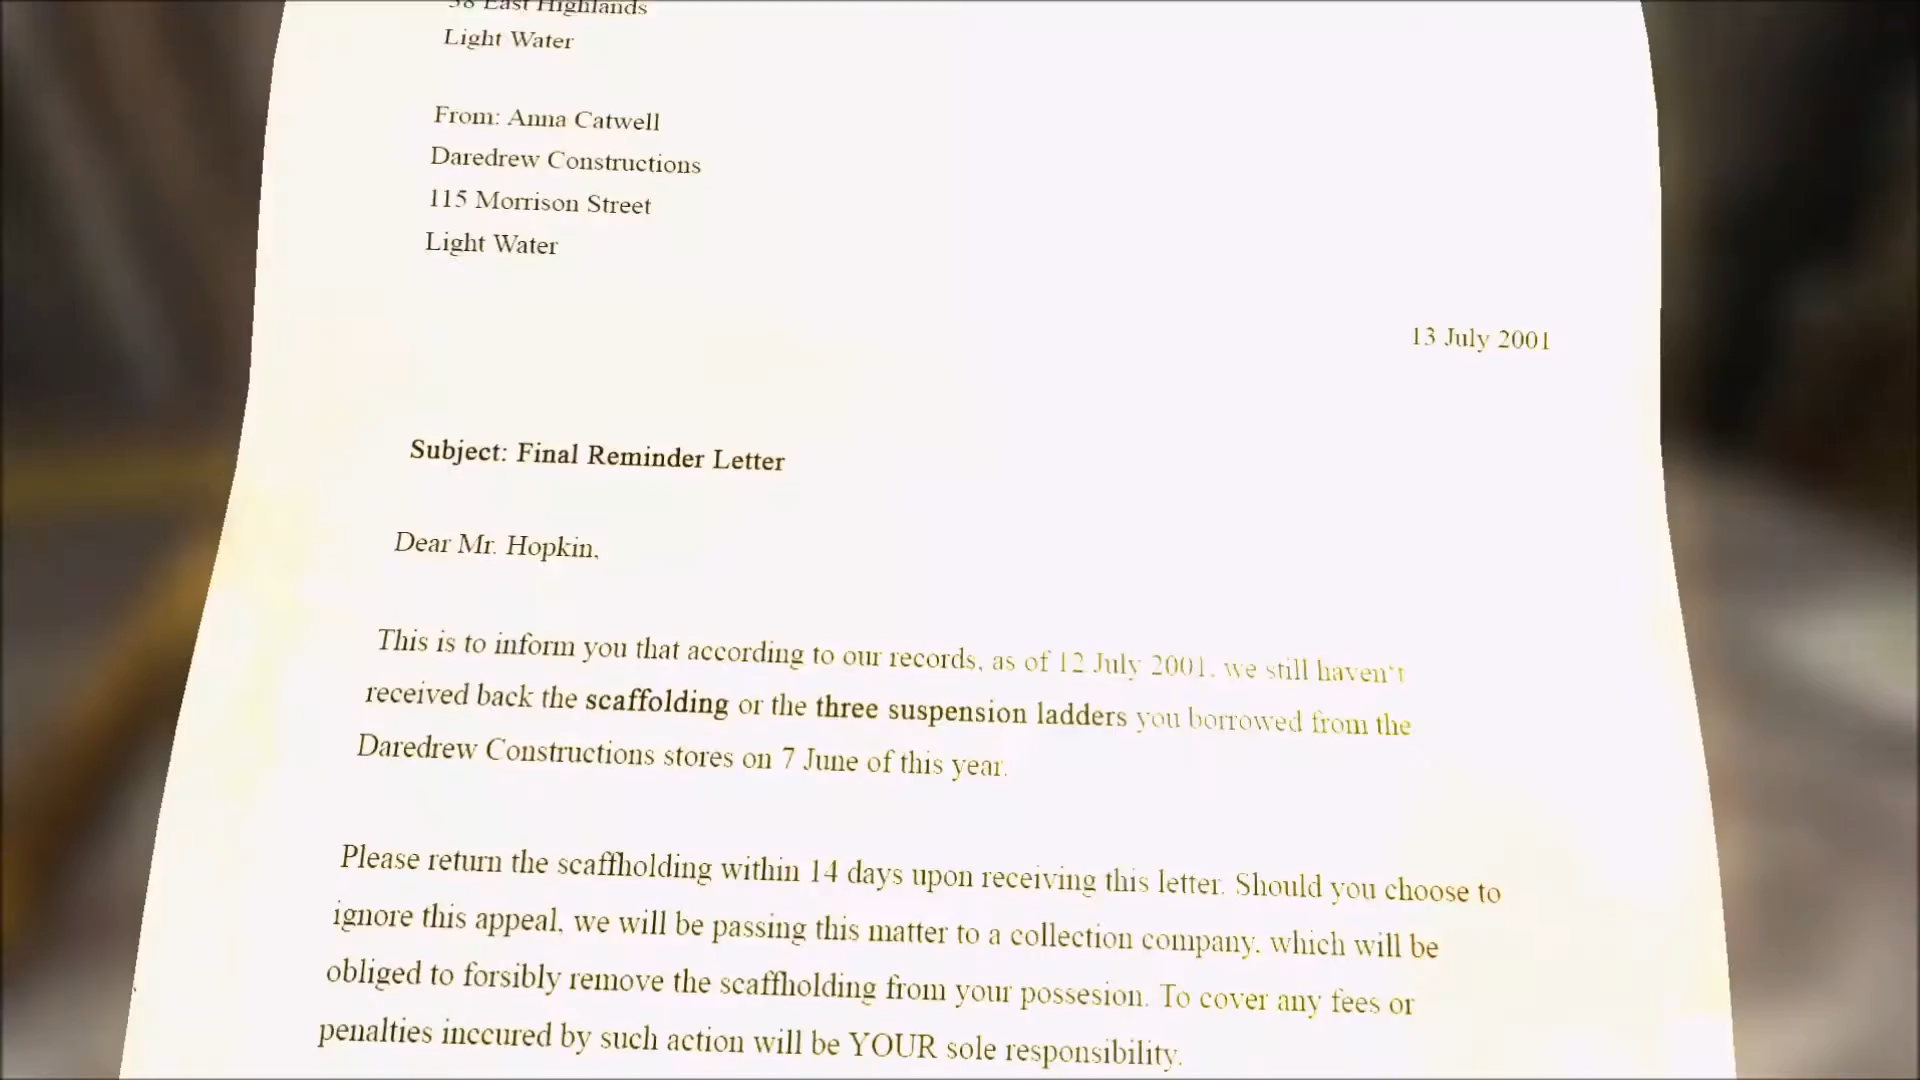 58 East Highlands
Light Water
From: Anna Catwell
Daredrew Constructions
115 Morrison Street
Light Water
13 July 2001
Subject: Final Reminder Letter
Dear Mr. Hopkin,
This is to inform you that according to our records, as of 12 July 2001, we still haven't
received back the scaffolding or the three suspension ladders you borrowed from the
Daredrew Constructions stores on 7 June of this year.
Please return the scaffholding within 14 days upon receiving this letter. Should you choose to
ignore this appeal, we will be passing this matter to a collection company, which will be
obliged to forsibly remove the scaffholding from your possesion. To cover any fees or
penalties inccured by such action will be YOUR sole responsibility.